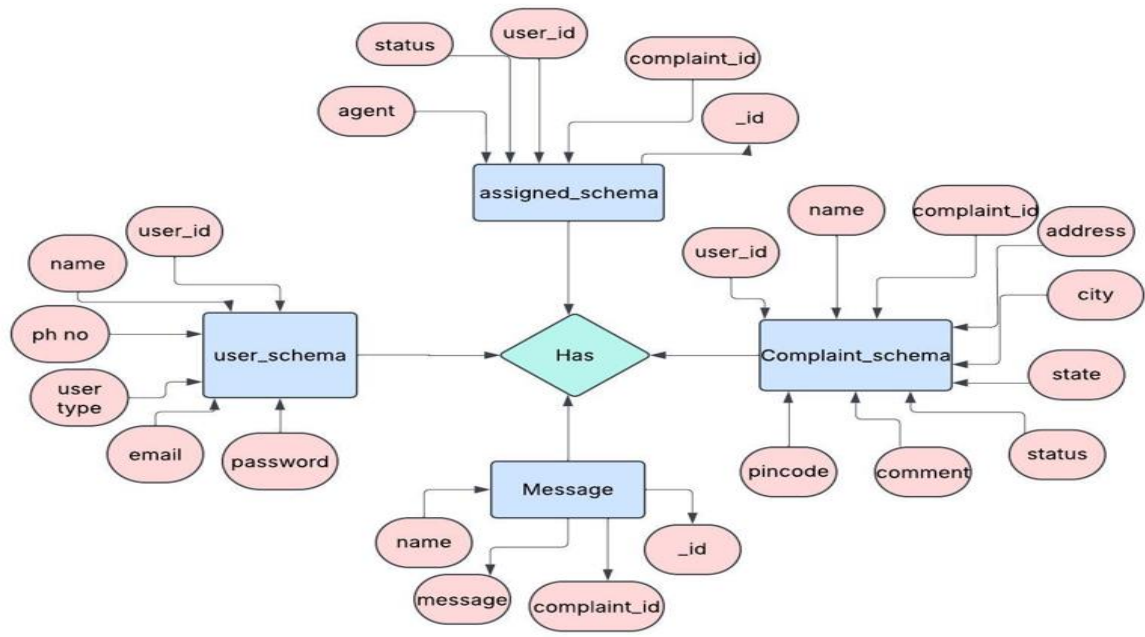 status
user_id
complaint_id
agent
_id
assigned_schema
user_id
name
ph no
user
type
email
password
user_schema
Has
user_id
name
complaint_id
address
city
state
status
comment
pincode
Complaint_schema
Message
name
message
complaint_id
_id